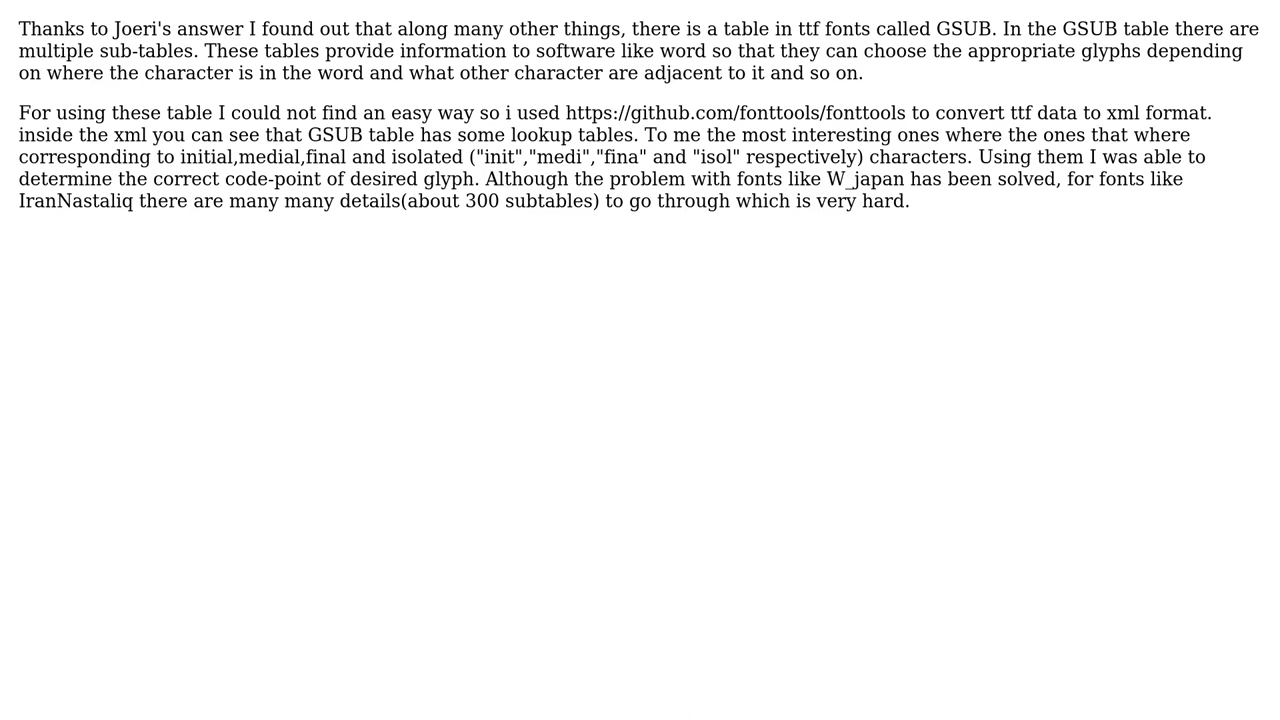 Thanks to Joeri's answer I found out that along many other things, there is a table in ttf fonts called GSUB. In the GSUB table there are
multiple sub-tables. These tables provide information to software like word so that they can choose the appropriate glyphs depending
on where the character is in the word and what other character are adjacent to it and so on.
For using these table I could not find an easy way so i used https://github.com/fonttools/fonttools to convert ttf data to xml format.
inside the xml you can see that GSUB table has some lookup tables. To me the most interesting ones where the ones that where
corresponding to initial,medial,final and isolated ("init","medi","fina" and "isol" respectively) characters. Using them I was able to
determine the correct code-point of desired glyph. Although the problem with fonts like W_japan has been solved, for fonts like
IranNastaliq there are many many details(about 300 subtables) to go through which is very hard.